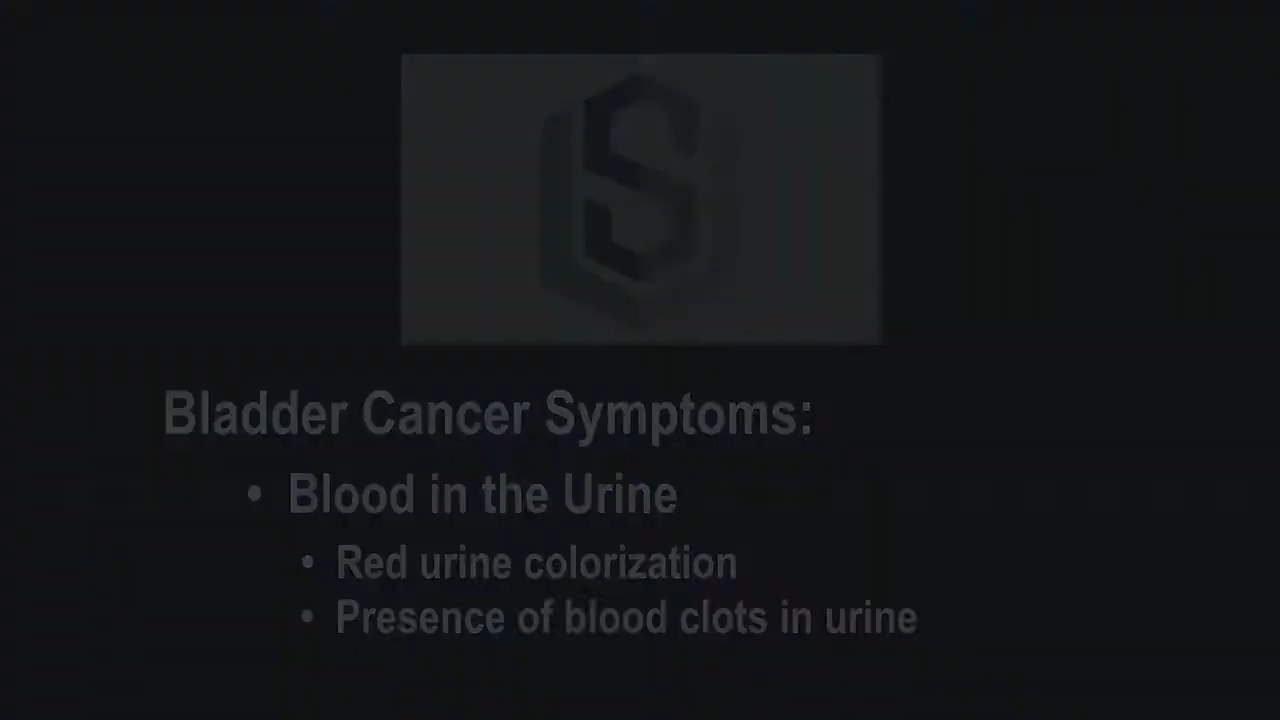 S
Bladder Cancer Symptoms:
• Blood in the Urine
• Red urine colorization
• Presence of blood clots in urine